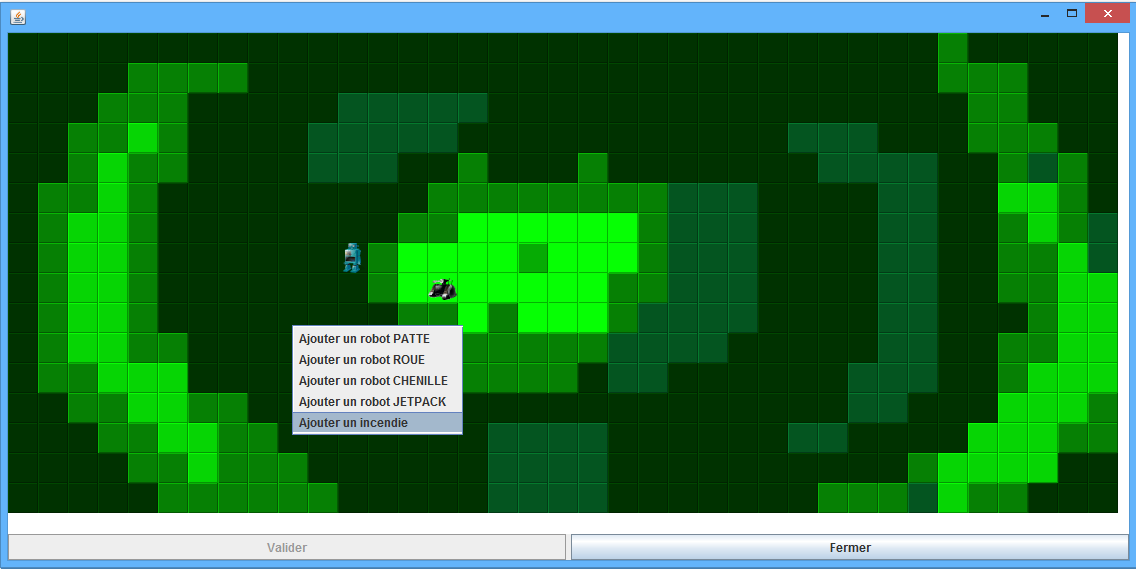 Ajouter un robot PATTE
Ajouter un robot ROUE
Ajouter un robot CHENILLE
Ajouter un robot JETPACK
Ajouter un incendie
Valider
Fermer